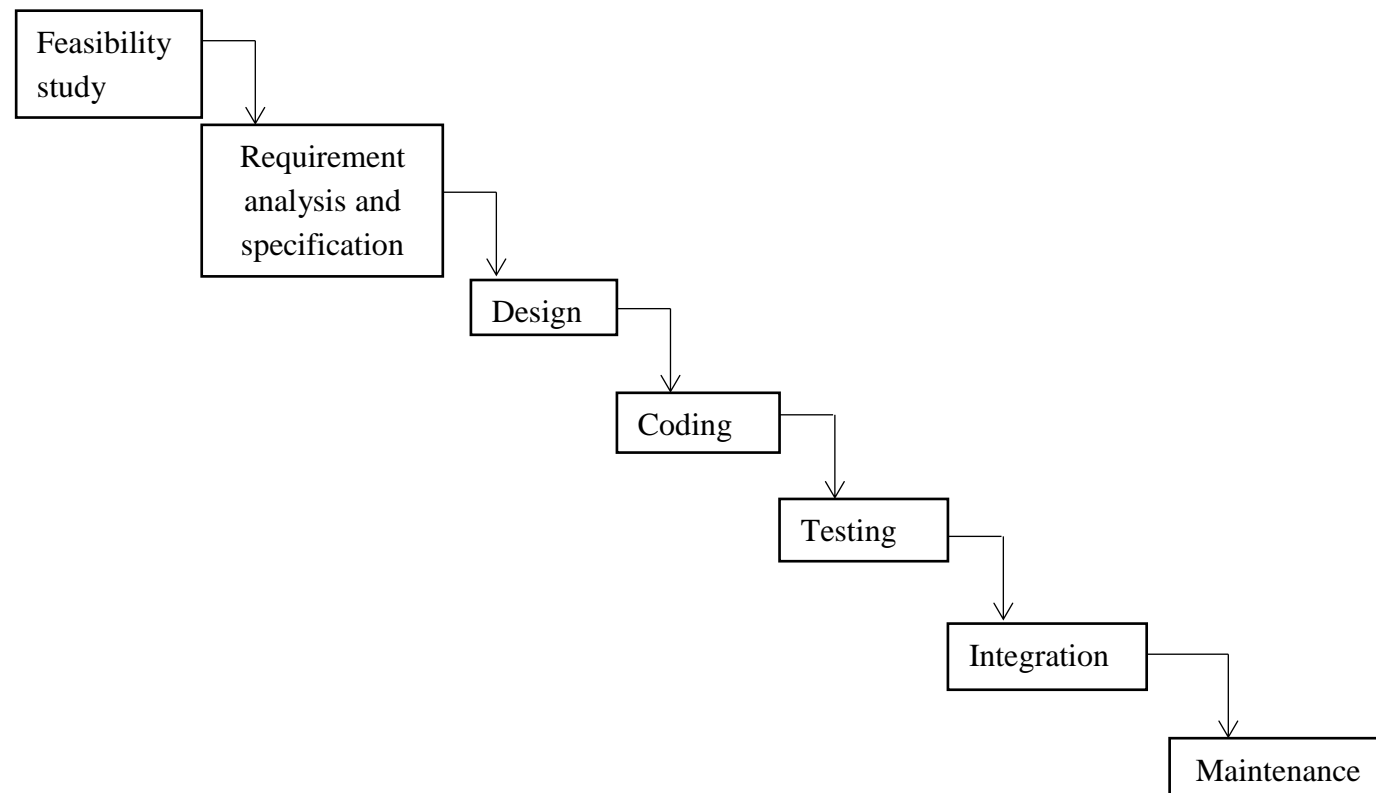 Feasibility
study
Requirement
analysis and
specification
Design
Coding
Testing
Integration
Maintenance